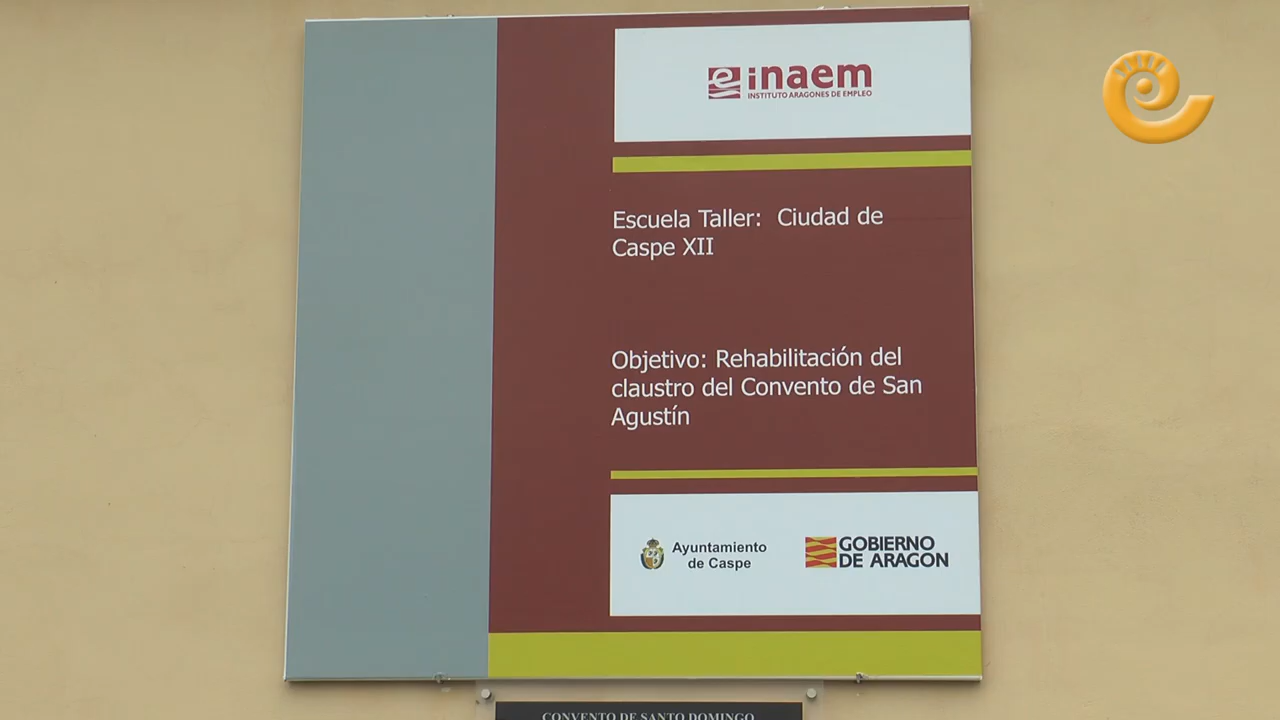 inaem
INSTITUTO ARAGONES DE EMPLEO
Escuela Taller: Ciudad de
Caspe XII
Objetivo: Rehabilitación del
claustro del Convento de San
Agustín
Ayuntamiento
de Caspe
GOBIERNO
DE ARAGON
CONVENTO DE SANTO DOMINGO